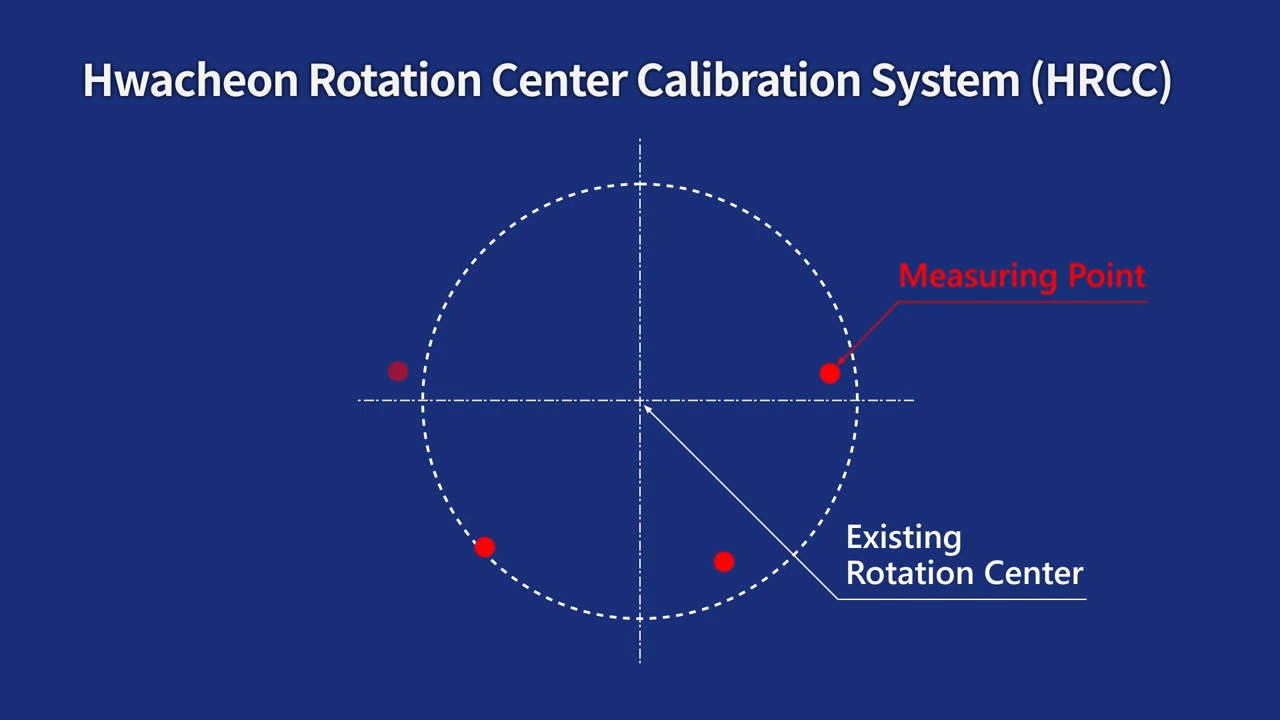 Hwacheon Rotation Center Calibration System (HRCC)
Measuring Point
Existing
Rotation Center